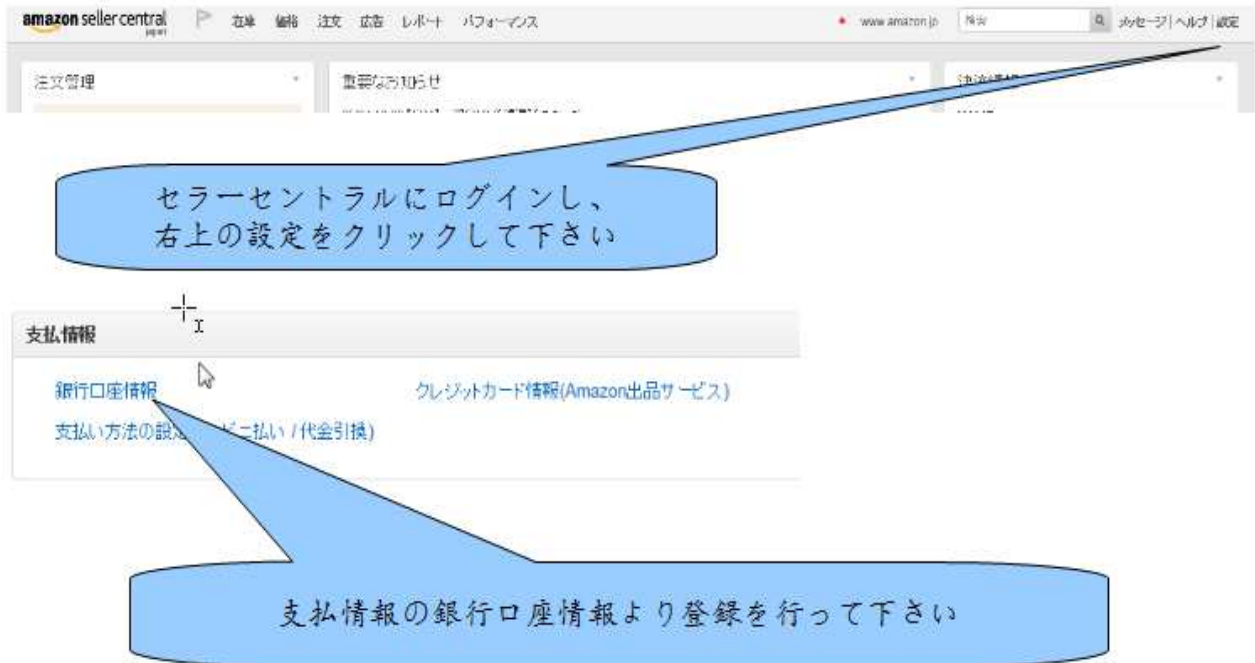 amazon seller central
japan
在庫 価格 注文 広告 レポート パフォーマンス
www.amazon.jp 検索 メッセージ|ヘルプ|設定
注文管理
重要なお知らせ
セラーセントラルにログインし、
右上の設定をクリックして下さい
支払情報
銀行口座情報
クレジットカード情報(Amazon出品サービス)
支払い方法の設 ニ払い / 代金引換)
支払情報の銀行口座情報より登録を行って下さい